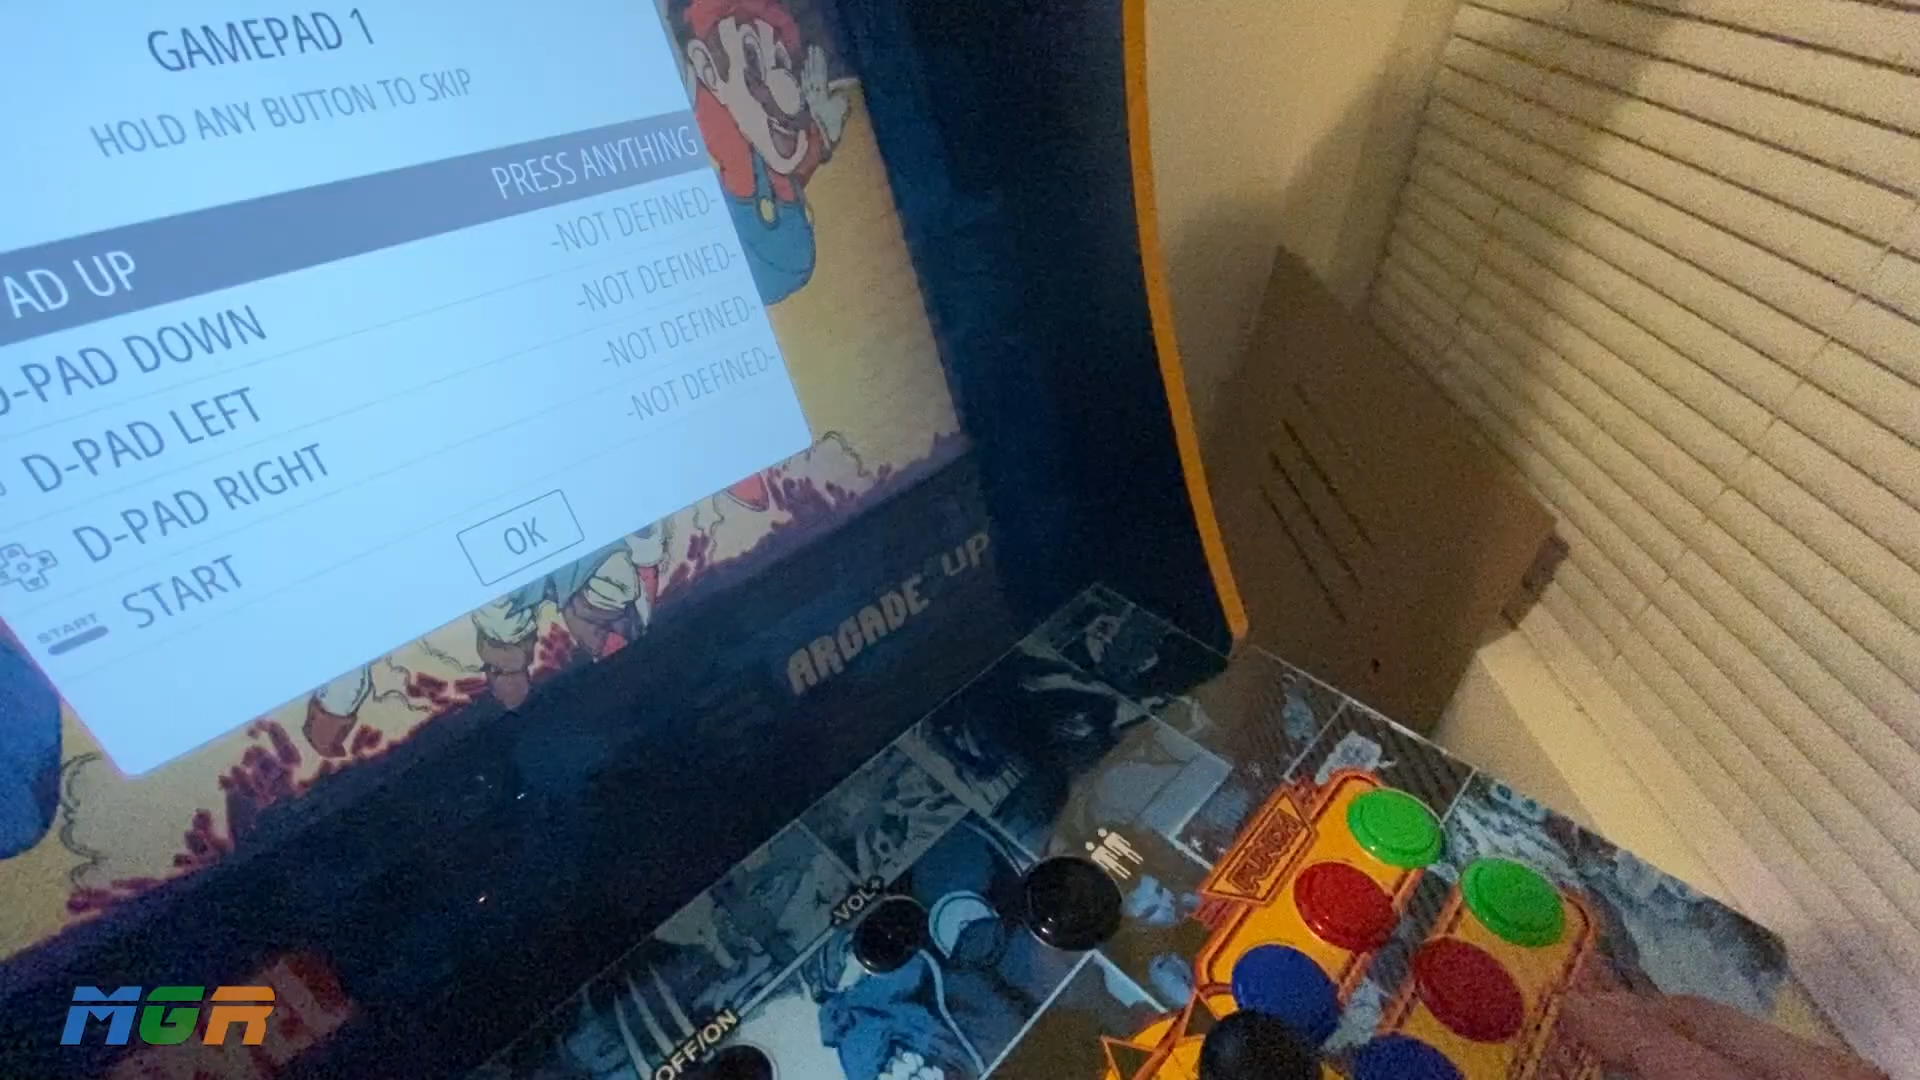 GAMEPAD 1
HOLD ANY BUTTON TO SKIP
AD UP PRESS ANYTHING
D-PAD DOWN -NOT DEFINED-
D-PAD LEFT -NOT DEFINED-
D-PAD RIGHT -NOT DEFINED-
START START -NOT DEFINED-
OK
ARCADE UP
-VOL+
OFF/ON
MGR